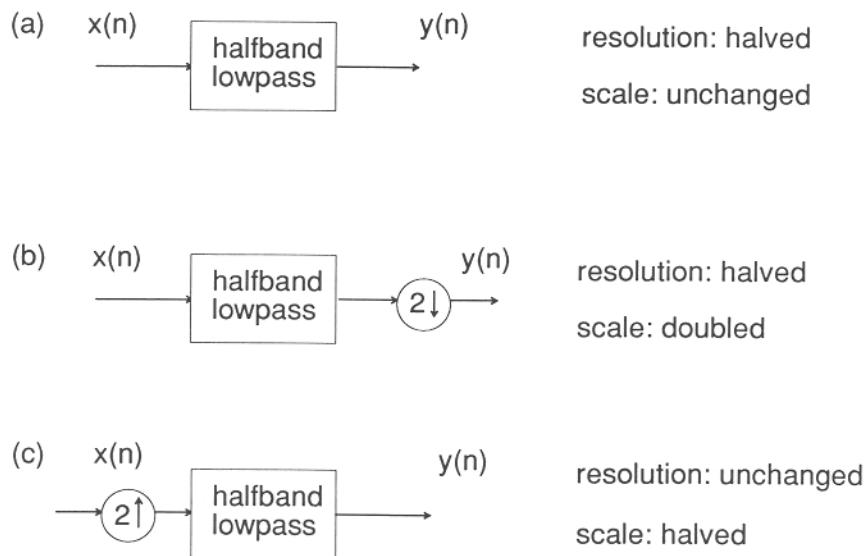 (a) x(n) y(n)
halfband
lowpass
resolution: halved
scale: unchanged
(b) x(n) y(n)
halfband
lowpass
2↓
resolution: halved
scale: doubled
(c) x(n) y(n)
2↑
halfband
lowpass
resolution: unchanged
scale: halved